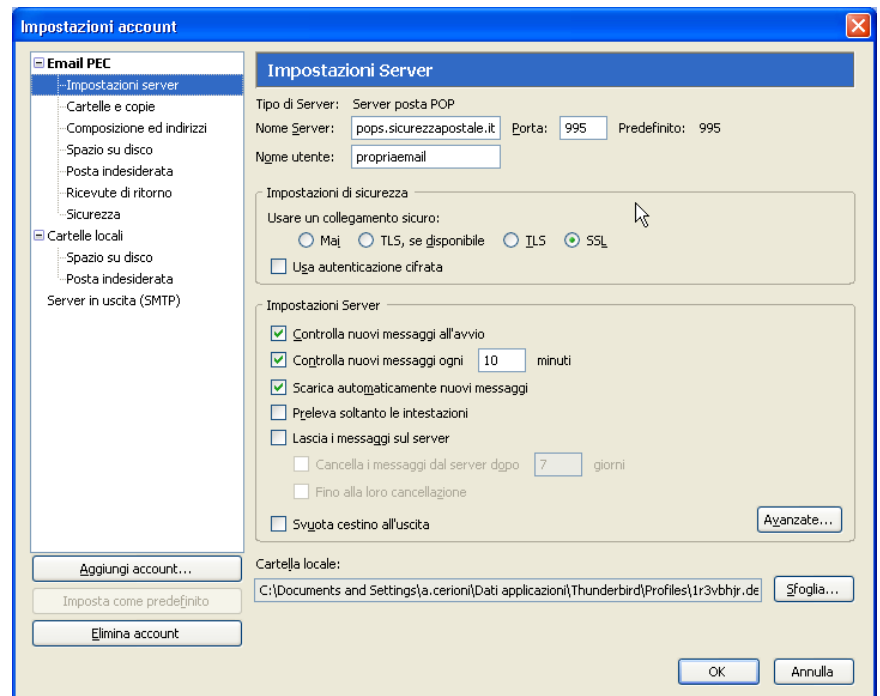 Impostazioni account
Email PEC
Impostazioni server
Cartelle e copie
Composizione ed indirizzi
Spazio su disco
Posta indesiderata
Ricevute di ritorno
Sicurezza
Cartelle locali
Spazio su disco
Posta indesiderata
Server in uscita (SMTP)
Aggiungi account...
Imposta come predefinito
Elimina account
Impostazioni Server
Tipo di Server: Server posta POP
Nome Server: pops.sicurezzapostale.it Porta: 995 Predefinito: 995
Nome utente: propriaemail
Impostazioni di sicurezza
Usare un collegamento sicuro:
Mai TLS, se disponibile TLS SSL
Usa autenticazione cifrata
Impostazioni Server
Controlla nuovi messaggi all'avvio
Controlla nuovi messaggi ogni 10 minuti
Scarica automaticamente nuovi messaggi
Preleva soltanto le intestazioni
Lascia i messaggi sul server
Cancella i messaggi dal server dopo 7 giorni
Fino alla loro cancellazione
Svuota cestino all'uscita
Avanzate...
Cartella locale:
C:\Documents and Settings\a.cerioni\Dati applicazioni\Thunderbird\Profiles\1r3vbhjr.de Sfoglia...
OK Annulla